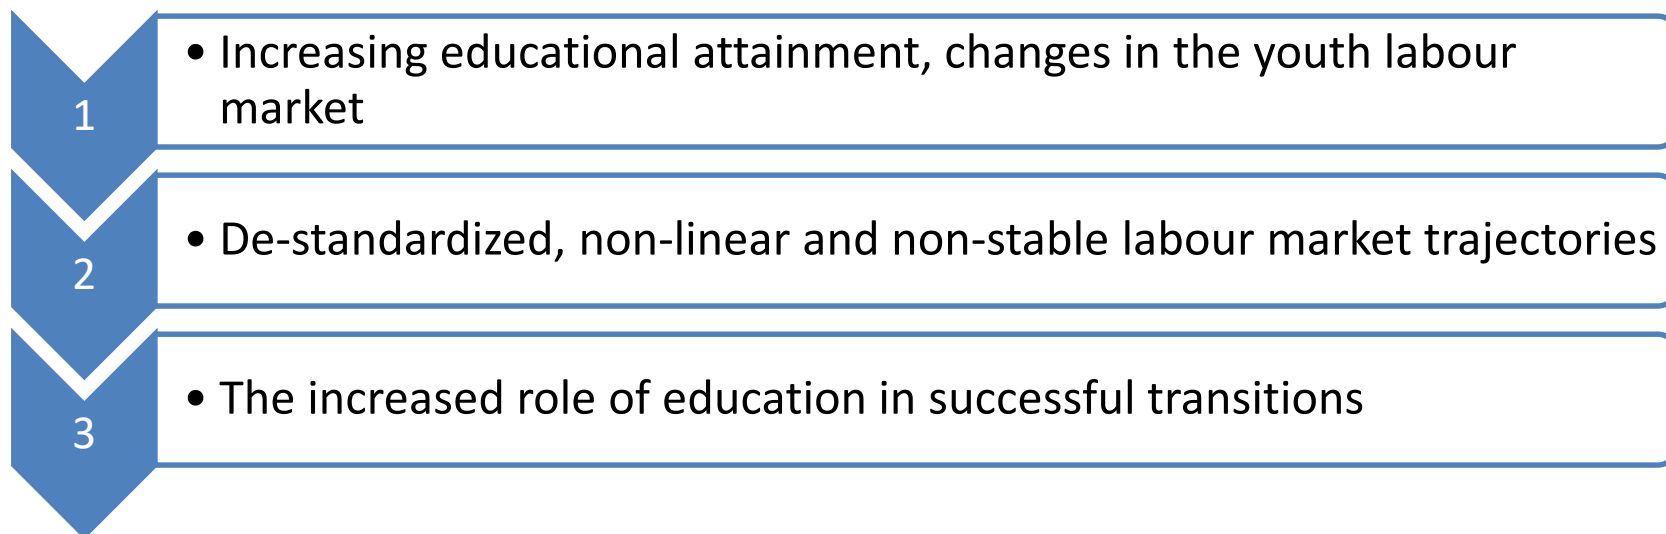 1
• Increasing educational attainment, changes in the youth labour
market
2
• De-standardized, non-linear and non-stable labour market trajectories
3
• The increased role of education in successful transitions